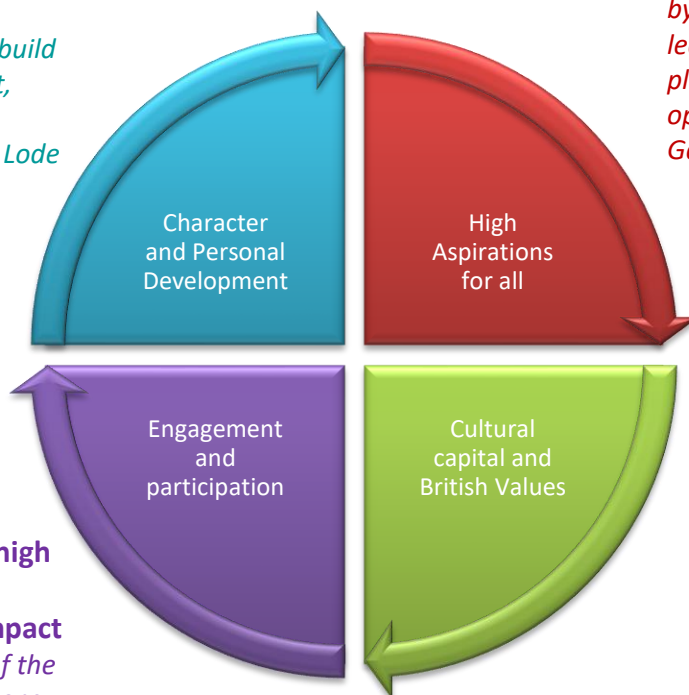 build
Lode
Character
and Personal
Development
High
Aspirations
for all
Engagement
and
participation
Cultural
capital and
British Values
high
f the